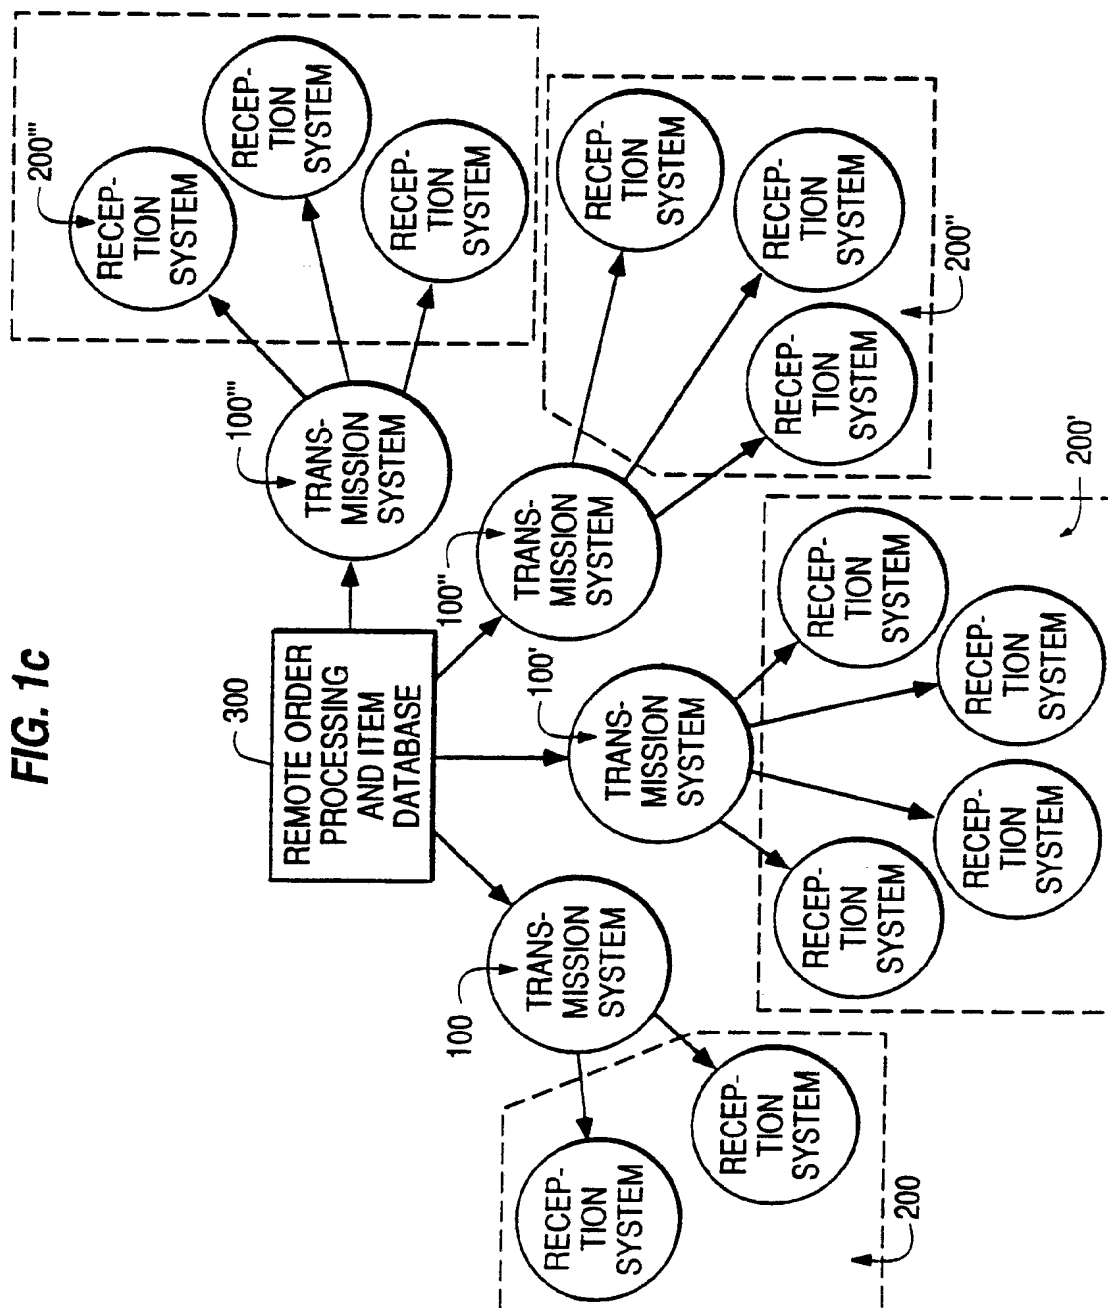 FIG. 1c
300
REMOTE ORDER
PROCESSING
AND ITEM
DATABASE
100
TRANS-
MISSION
SYSTEM
100'
TRANS-
MISSION
SYSTEM
100"
TRANS-
MISSION
SYSTEM
100'''
TRANS-
MISSION
SYSTEM
RECEP-
TION
SYSTEM
RECEP-
TION
SYSTEM
200
RECEP-
TION
SYSTEM
RECEP-
TION
SYSTEM
RECEP-
TION
SYSTEM
RECEP-
TION
SYSTEM
200'
RECEP-
TION
SYSTEM
RECEP-
TION
SYSTEM
RECEP-
TION
SYSTEM
200"
200'''
RECEP-
TION
SYSTEM
RECEP-
TION
SYSTEM
RECEP-
TION
SYSTEM